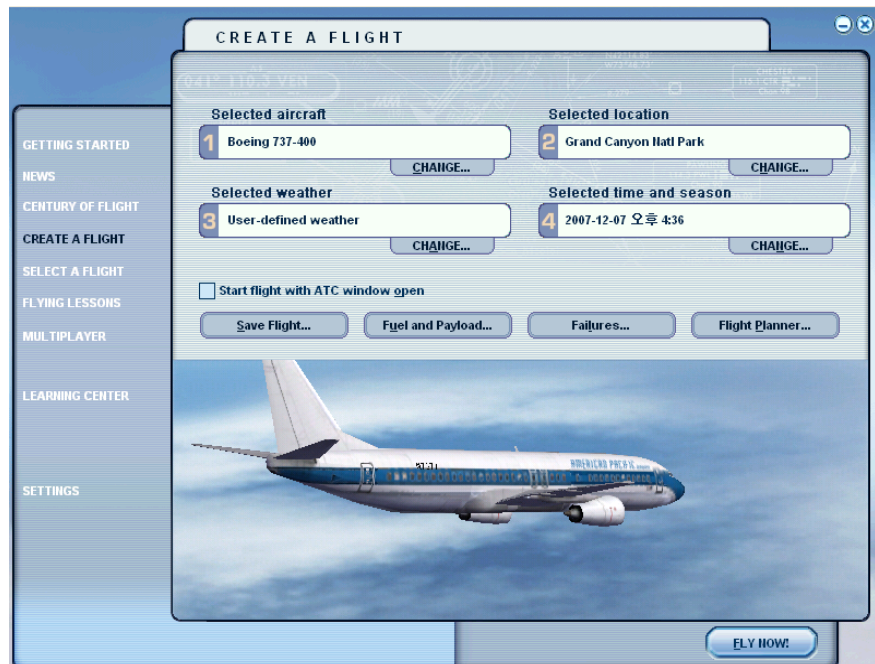 CREATE A FLIGHT
GETTING STARTED
NEWS
CENTURY OF FLIGHT
CREATE A FLIGHT
SELECT A FLIGHT
FLYING LESSONS
MULTIPLAYER
LEARNING CENTER
SETTINGS
Selected aircraft
1 Boeing 737-400
CHANGE...
Selected location
2 Grand Canyon Natl Park
CHANGE...
Selected weather
3 User-defined weather
CHANGE...
Selected time and season
4 2007-12-07 오후 4:36
CHANGE...
Start flight with ATC window open
Save Flight...
Fuel and Payload...
Failures...
Flight Planner...
AMERICAN PACIFIC
FLY NOW!